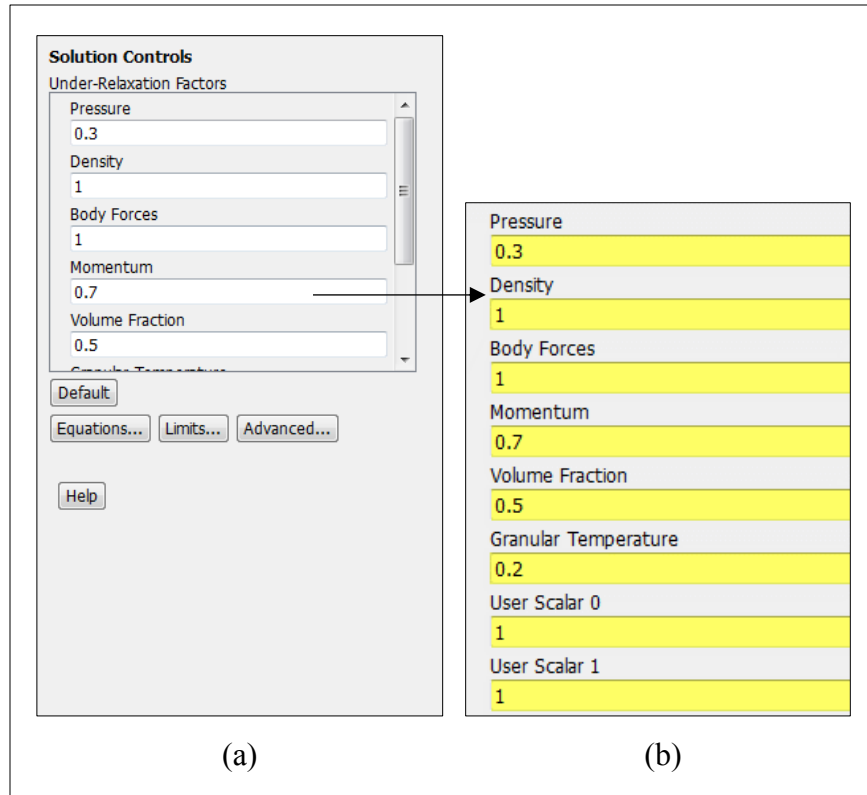 Solution Controls
Under-Relaxation Factors
Pressure
0.3
Density
1
Body Forces
1
Momentum
0.7
Volume Fraction
0.5
Granular Temperature
Default
Equations... Limits... Advanced...
Help
(a)
Pressure
0.3
Density
1
Body Forces
1
Momentum
0.7
Volume Fraction
0.5
Granular Temperature
0.2
User Scalar 0
1
User Scalar 1
1
(b)